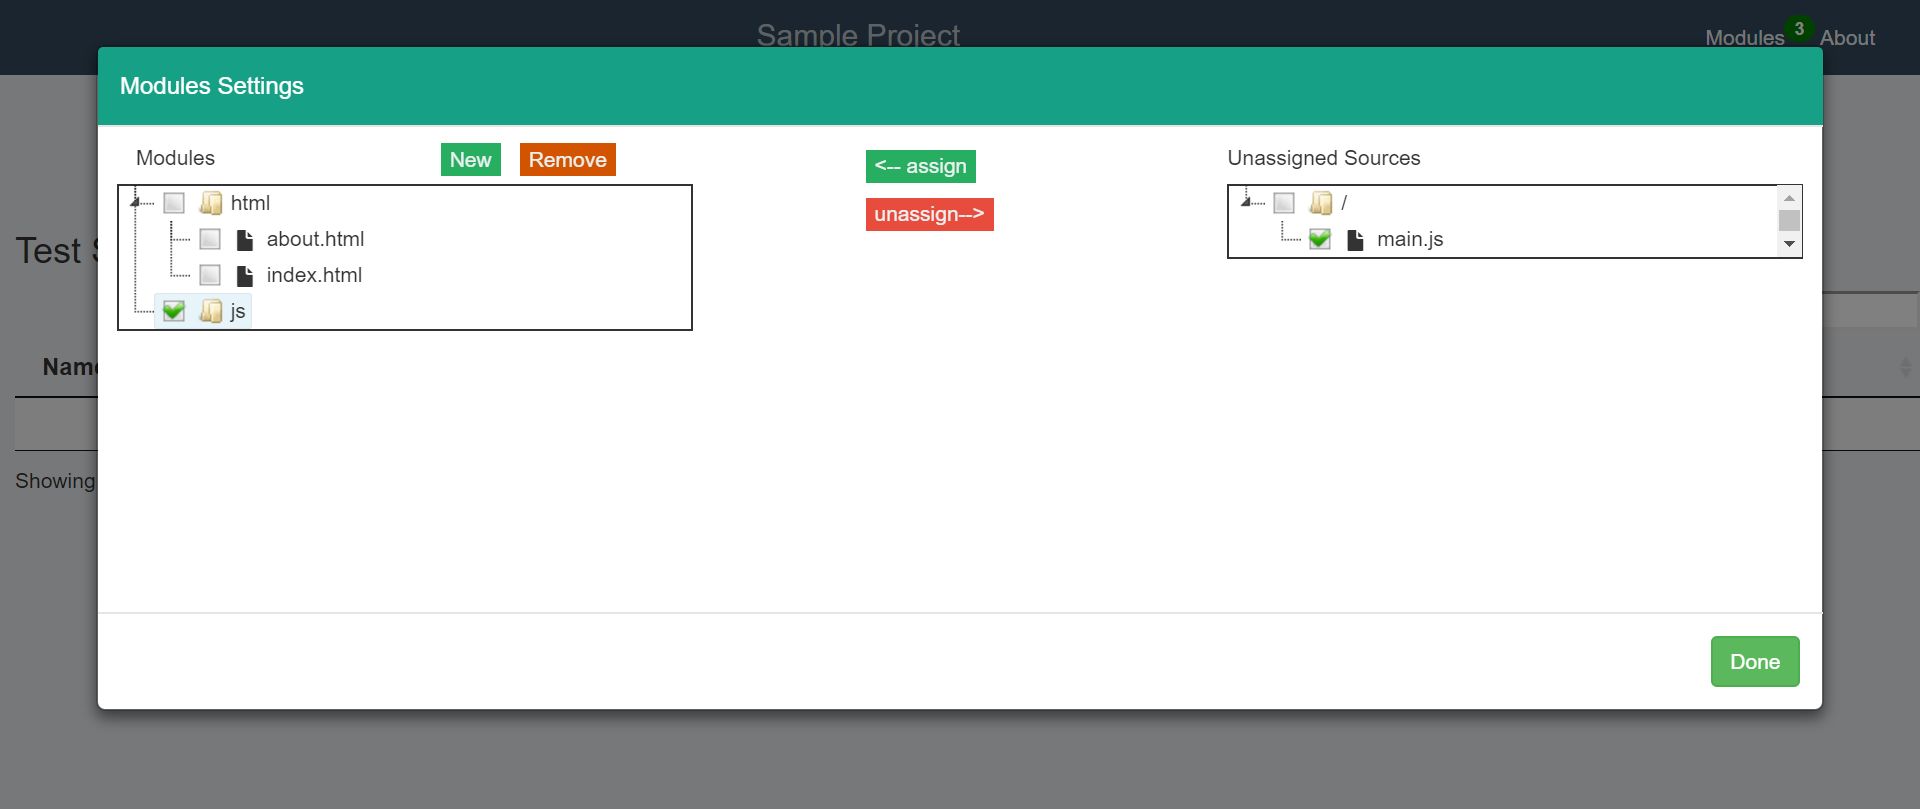 Sample Project
Modules 3 About
Modules Settings
Modules New Remove
<-- assign
unassign-->
Unassigned Sources
html
about.html
index.html
js
/
main.js
Test
Name
Showing
Done